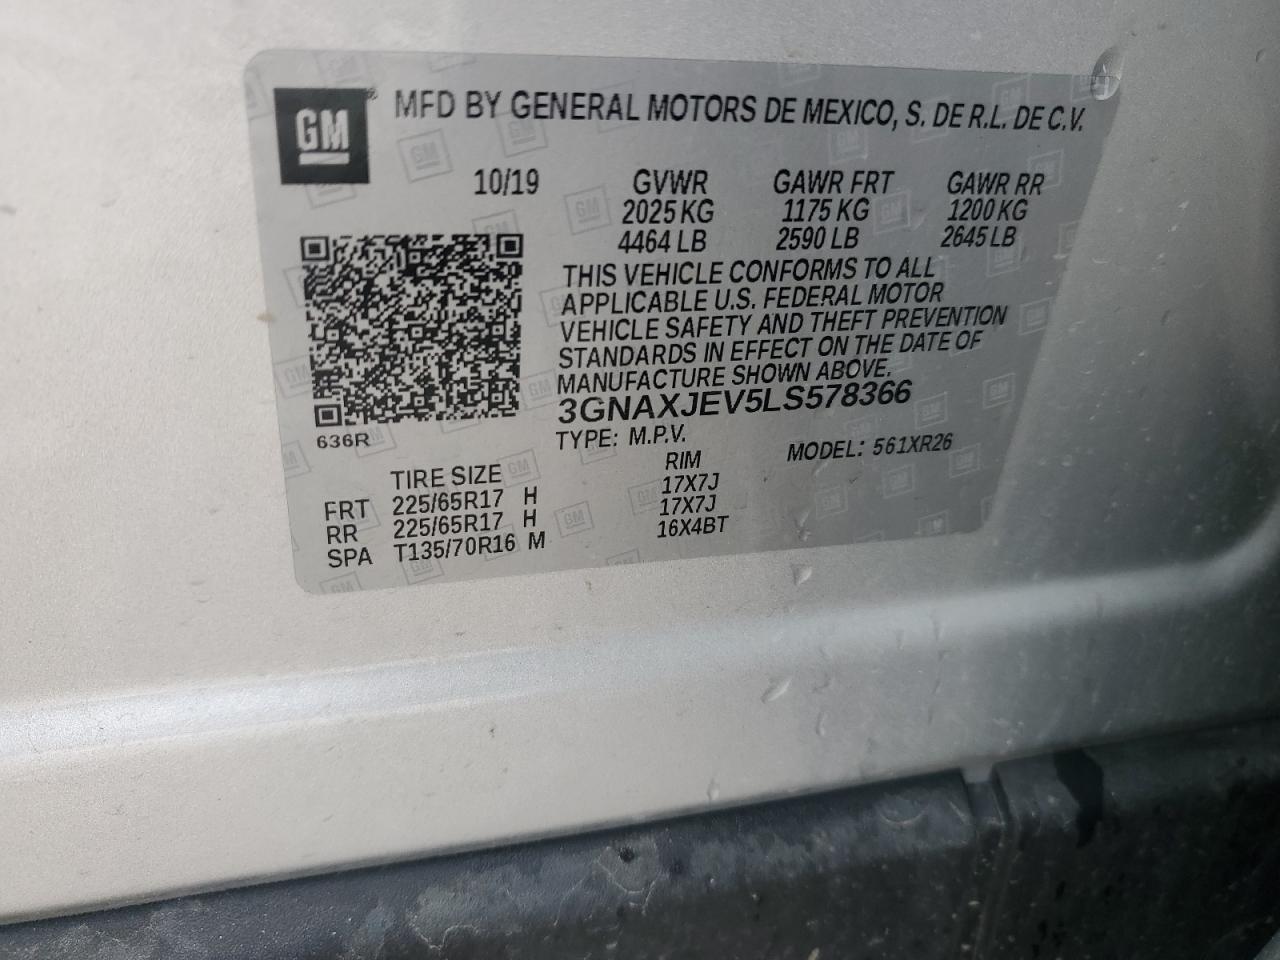 GM® MFD BY GENERAL MOTORS DE MEXICO, S. DE R.L. DE C.V.
10/19 GVWR GAWR FRT GAWR RR
2025 KG 1175 KG 1200 KG
4464 LB 2590 LB 2645 LB
THIS VEHICLE CONFORMS TO ALL
APPLICABLE U.S. FEDERAL MOTOR
VEHICLE SAFETY AND THEFT PREVENTION
STANDARDS IN EFFECT ON THE DATE OF
MANUFACTURE SHOWN ABOVE.
3GNAXJEV5LS578366
636R
TYPE: M.P.V. MODEL: 561XR26
TIRE SIZE RIM
FRT 225/65R17 H 17X7J
RR 225/65R17 H 17X7J
SPA T135/70R16 M 16X4BT